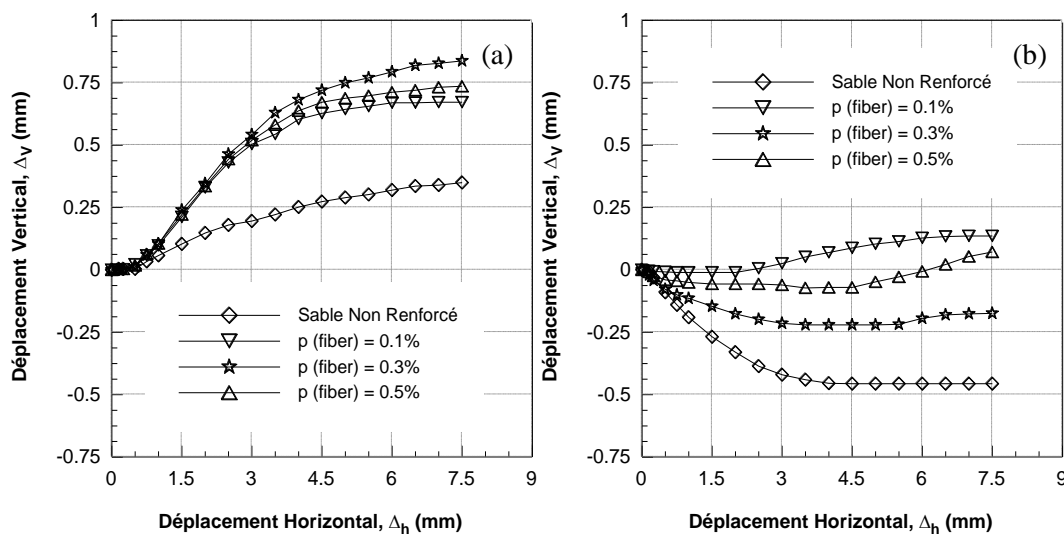 (a)
Déplacement Vertical, Δv (mm)
1
0.75
0.5
0.25
0
-0.25
-0.5
-0.75
Sable Non Renforcé
p (fiber) = 0.1%
p (fiber) = 0.3%
p (fiber) = 0.5%
0 1.5 3 4.5 6 7.5 9
Déplacement Horizontal, Δh (mm)
(b)
Déplacement Vertical, Δv (mm)
1
0.75
0.5
0.25
0
-0.25
-0.5
-0.75
Sable Non Renforcé
p (fiber) = 0.1%
p (fiber) = 0.3%
p (fiber) = 0.5%
0 1.5 3 4.5 6 7.5 9
Déplacement Horizontal, Δh (mm)